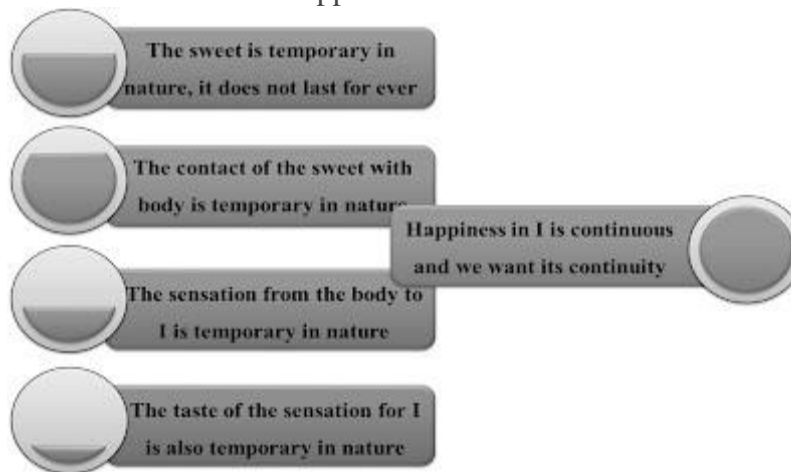 The sweet is temporary in
nature, it does not last for ever
The contact of the sweet with
body is temporary in nature
Happiness in I is continuous
and we want its continuity
The sensation from the body to
I is temporary in nature
The taste of the sensation for I
is also temporary in nature